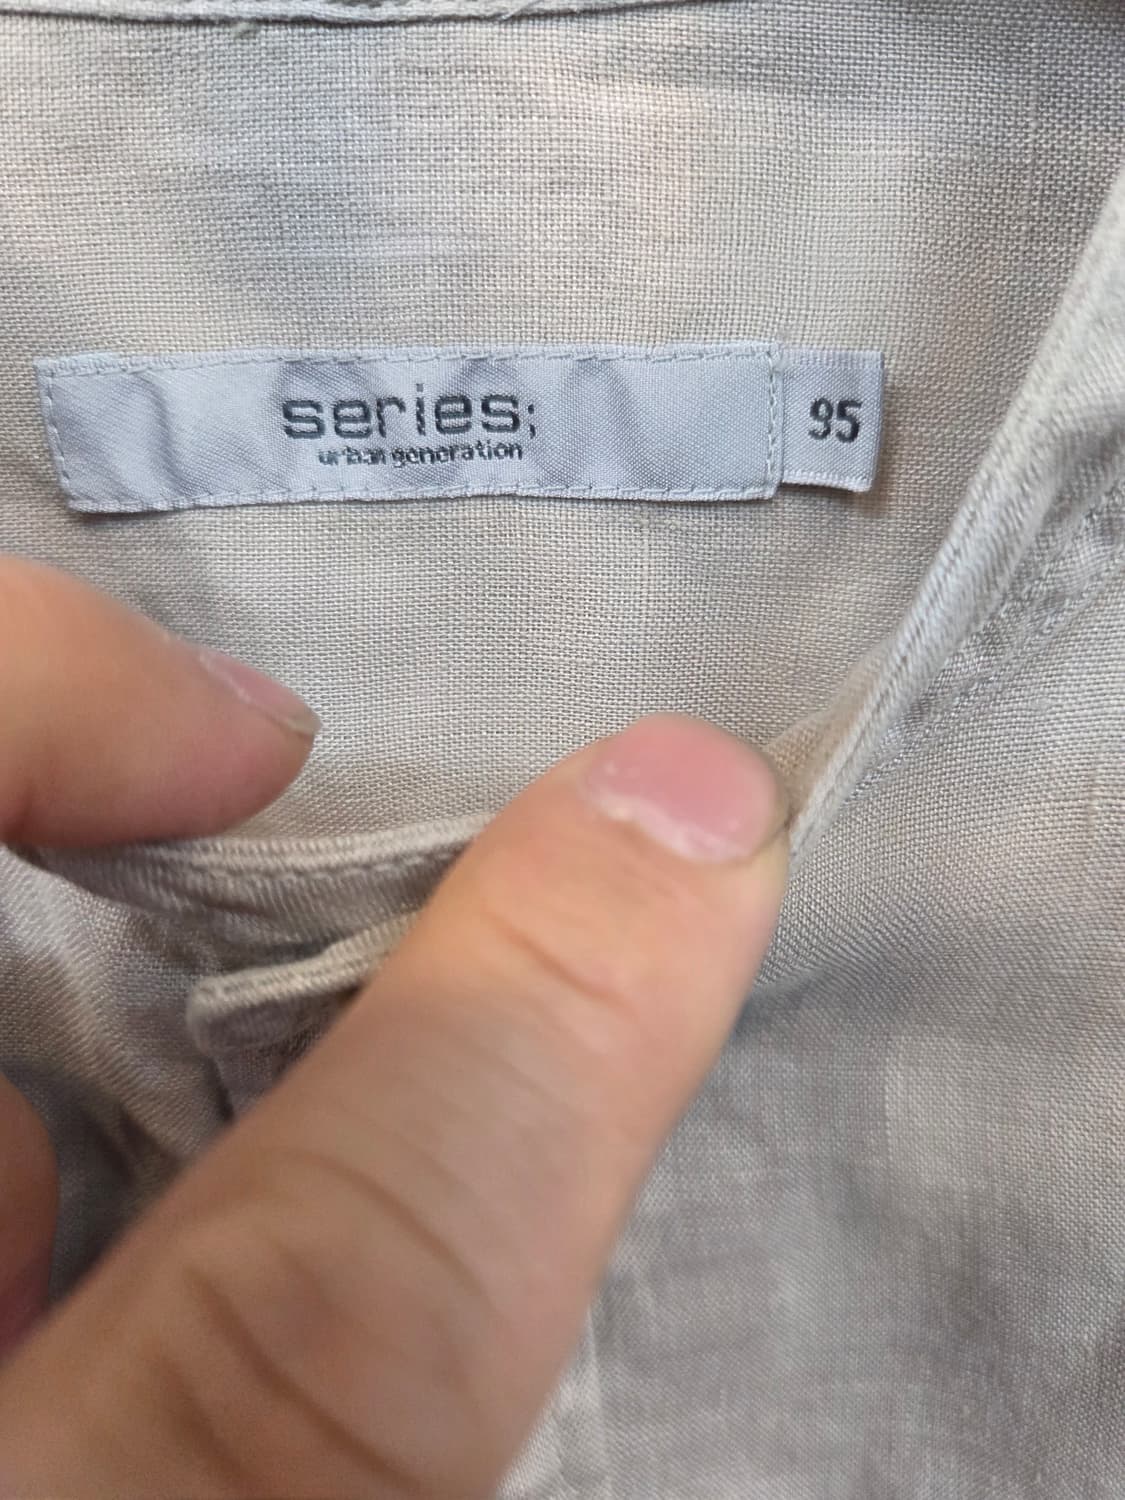 series;
urban generation
95